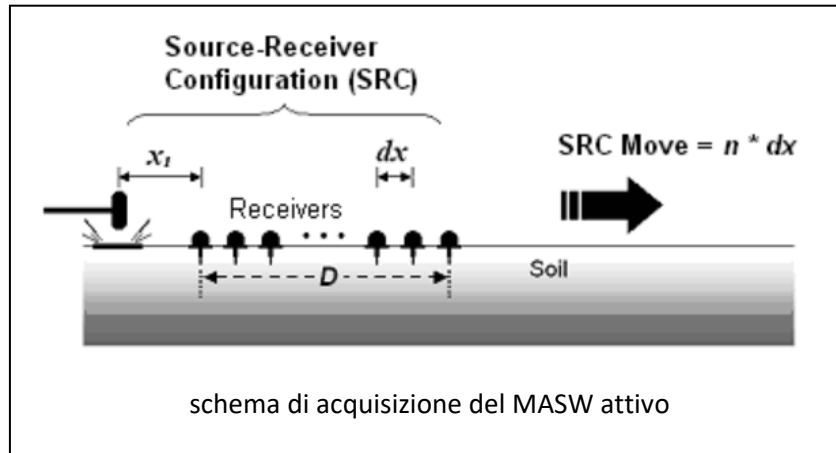 Source-Receiver
Configuration (SRC)
x₁
dx
SRC Move = n * dx
Receivers
D
Soil
schema di acquisizione del MASW attivo